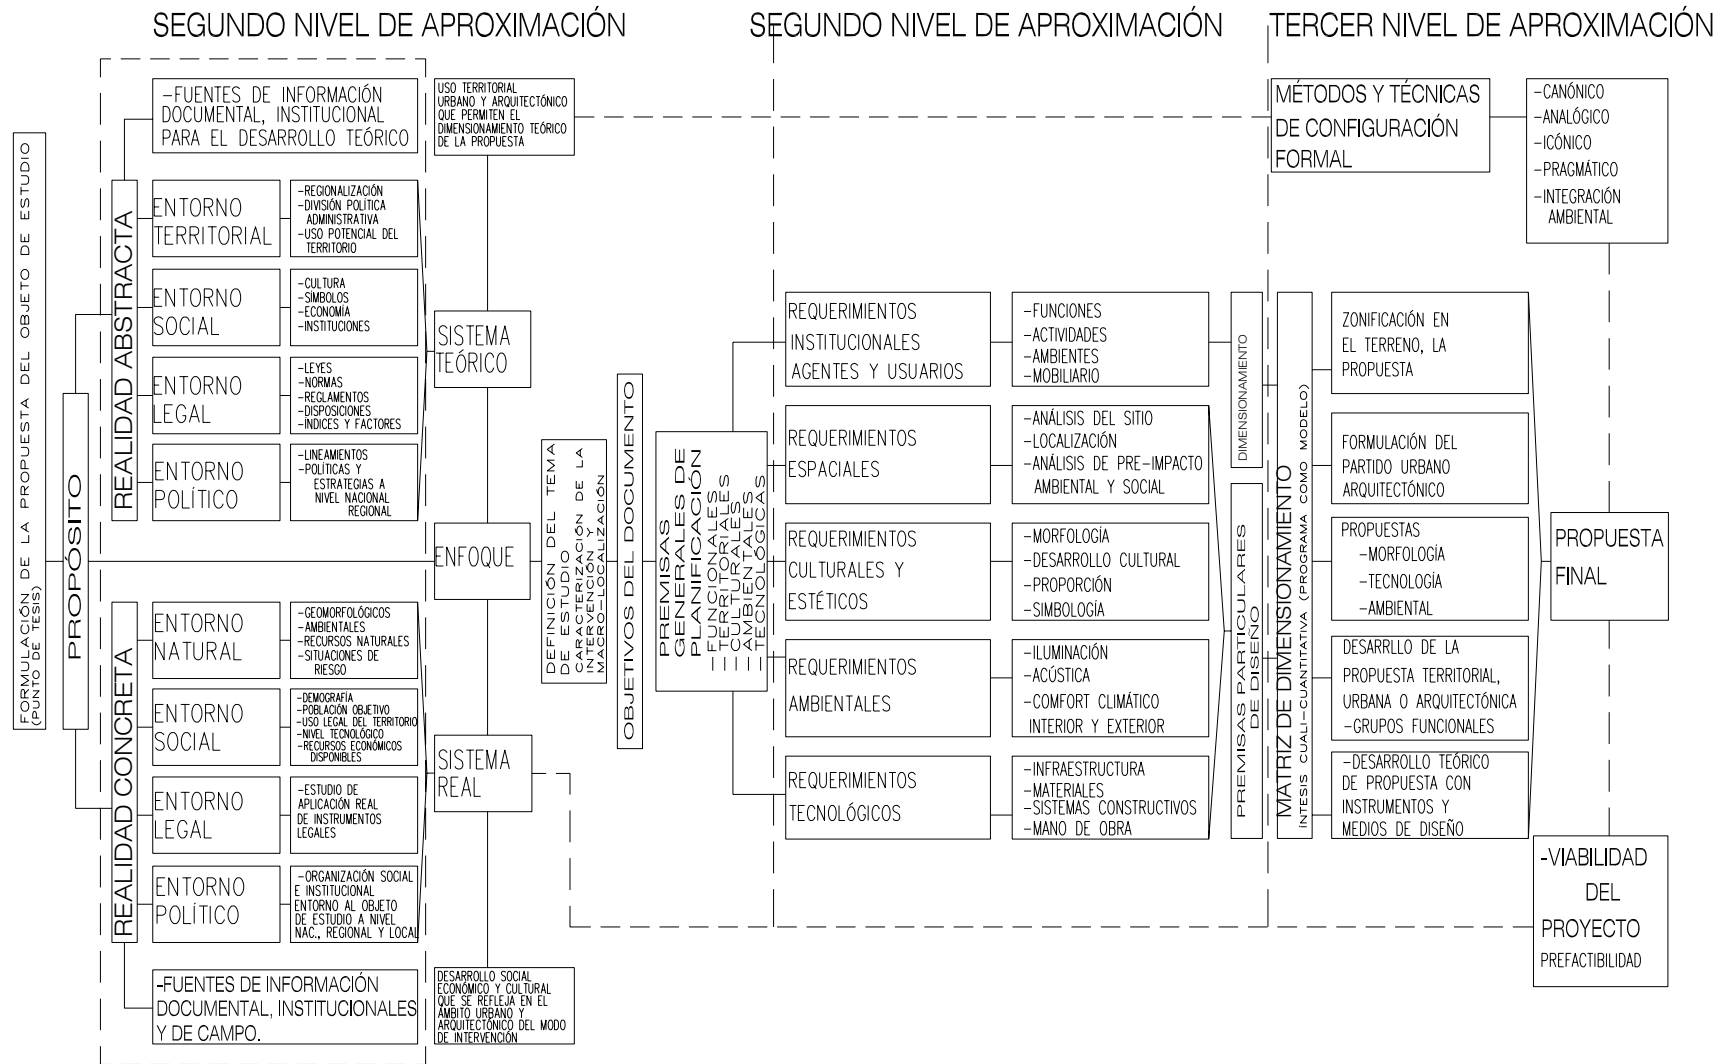 SEGUNDO NIVEL DE APROXIMACIÓN
SEGUNDO NIVEL DE APROXIMACIÓN
TERCER NIVEL DE APROXIMACIÓN
FORMULACIÓN DE LA PROPUESTA DEL OBJETO DE ESTUDIO
(PUNTO DE TESIS)
PROPÓSITO
REALIDAD ABSTRACTA
-FUENTES DE INFORMACIÓN
DOCUMENTAL, INSTITUCIONAL
PARA EL DESARROLLO TEÓRICO
ENTORNO
TERRITORIAL
-REGIONALIZACIÓN
-DIVISIÓN POLÍTICA
ADMINISTRATIVA
-USO POTENCIAL DEL
TERRITORIO
ENTORNO
SOCIAL
-CULTURA
-SÍMBOLOS
-ECONOMÍA
-INSTITUCIONES
ENTORNO
LEGAL
-LEYES
-NORMAS
-REGLAMENTOS
-DISPOSICIONES
-INDICES Y FACTORES
ENTORNO
POLÍTICO
-LINEAMIENTOS
-POLÍTICAS Y
ESTRATEGIAS A
NIVEL NACIONAL
REGIONAL
REALIDAD CONCRETA
ENTORNO
NATURAL
-GEOMORFOLÓGICOS
-AMBIENTALES
-RECURSOS NATURALES
-SITUACIONES DE
RIESGO
ENTORNO
SOCIAL
-DEMOGRAFÍA
-POBLACIÓN OBJETIVO
-USO LEGAL DEL TERRITORIO
-NIVEL TECNOLÓGICO
-RECURSOS ECONÓMICOS
DISPONIBLES
ENTORNO
LEGAL
-ESTUDIO DE
APLICACIÓN REAL
DE INSTRUMENTOS
LEGALES
ENTORNO
POLÍTICO
-ORGANIZACIÓN SOCIAL
E INSTITUCIONAL
ENTORNO AL OBJETO
DE ESTUDIO A NIVEL
NAC., REGIONAL Y LOCAL
-FUENTES DE INFORMACIÓN
DOCUMENTAL, INSTITUCIONALES
Y DE CAMPO.
USO TERRITORIAL
URBANO Y ARQUITECTÓNICO
QUE PERMITEN EL
DIMENSIONAMIENTO TEÓRICO
DE LA PROPUESTA
SISTEMA
TEÓRICO
ENFOQUE
SISTEMA
REAL
DESARROLLO SOCIAL
ECONÓMICO Y CULTURAL
QUE SE REFLEJA EN EL
ÁMBITO URBANO Y
ARQUITECTÓNICO DEL MODO
DE INTERVENCIÓN
DEFINICIÓN DEL TEMA
DE ESTUDIO
CARACTERIZACIÓN DE LA
INTERVENCIÓN Y
MACRO-LOCALIZACIÓN
OBJETIVOS DEL DOCUMENTO
PREMISAS
GENERALES DE
PLANIFICACIÓN
-FUNCIONALES
-TERRITORIALES
-CULTURALES
-AMBIENTALES
-TECNOLÓGICAS
REQUERIMIENTOS
INSTITUCIONALES
AGENTES Y USUARIOS
-FUNCIONES
-ACTIVIDADES
-AMBIENTES
-MOBILIARIO
REQUERIMIENTOS
ESPACIALES
-ANÁLISIS DEL SITIO
-LOCALIZACIÓN
-ANÁLISIS DE PRE-IMPACTO
AMBIENTAL Y SOCIAL
REQUERIMIENTOS
CULTURALES Y
ESTÉTICOS
-MORFOLOGÍA
-DESARROLLO CULTURAL
-PROPORCIÓN
-SIMBOLOGÍA
REQUERIMIENTOS
AMBIENTALES
-ILUMINACIÓN
-ACÚSTICA
-COMFORT CLIMÁTICO
INTERIOR Y EXTERIOR
REQUERIMIENTOS
TECNOLÓGICOS
-INFRAESTRUCTURA
-MATERIALES
-SISTEMAS CONSTRUCTIVOS
-MANO DE OBRA
DIMENSIONAMIENTO
PREMISAS PARTICULARES
DE DISEÑO
MATRIZ DE DIMENSIONAMIENTO
ÍNTESIS CUALI-CUANTITATIVA (PROGRAMA COMO MODELO)
MÉTODOS Y TÉCNICAS
DE CONFIGURACIÓN
FORMAL
-CANÓNICO
-ANALÓGICO
-ICÓNICO
-PRAGMÁTICO
-INTEGRACIÓN
AMBIENTAL
ZONIFICACIÓN EN
EL TERRENO, LA
PROPUESTA
FORMULACIÓN DEL
PARTIDO URBANO
ARQUITECTÓNICO
PROPUESTAS
-MORFOLOGÍA
-TECNOLOGÍA
-AMBIENTAL
DESARRLLO DE LA
PROPUESTA TERRITORIAL,
URBANA O ARQUITECTÓNICA
-GRUPOS FUNCIONALES
-DESARROLLO TEÓRICO
DE PROPUESTA CON
INSTRUMENTOS Y
MEDIOS DE DISEÑO
PROPUESTA
FINAL
-VIABILIDAD
DEL
PROYECTO
PREFACTIBILIDAD